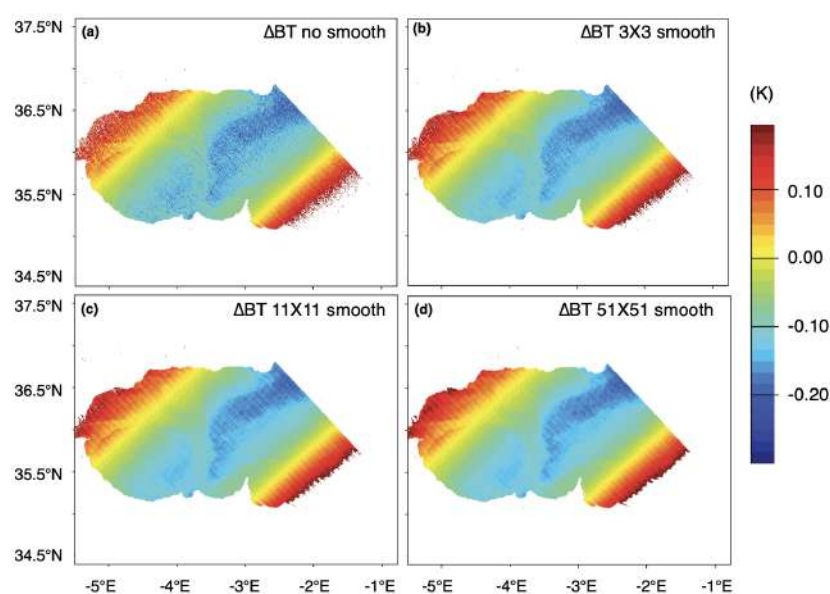 37.5°N
(a) ΔBT no smooth
(b) ΔBT 3X3 smooth
36.5°N
35.5°N
34.5°N
37.5°N
(c) ΔBT 11X11 smooth
(d) ΔBT 51X51 smooth
36.5°N
35.5°N
34.5°N
-5°E -4°E -3°E -2°E -1°E
-5°E -4°E -3°E -2°E -1°E
(K)
0.10
0.00
-0.10
-0.20